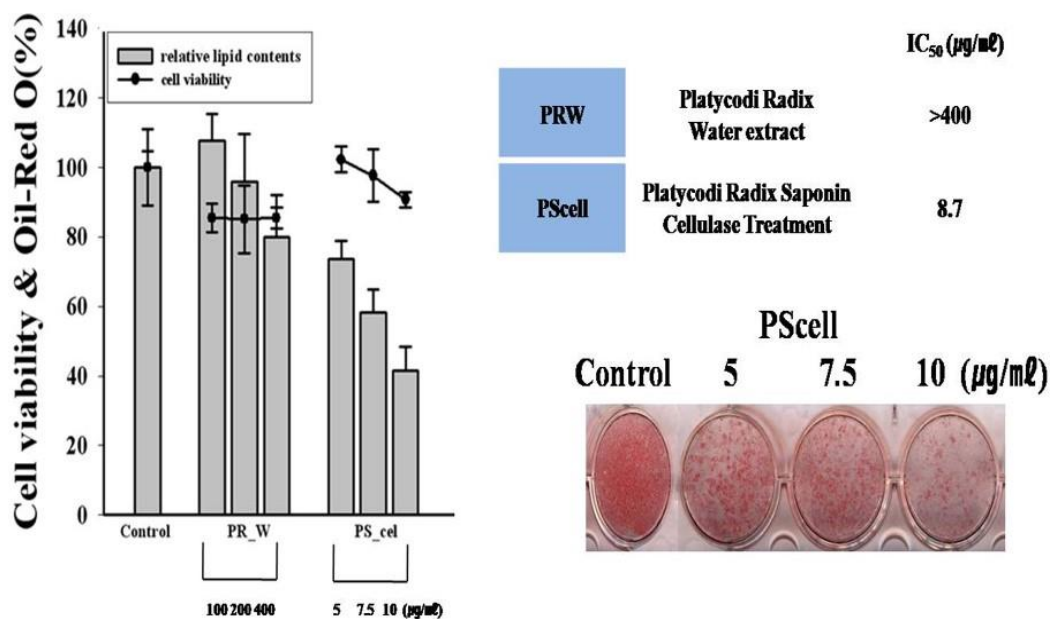 Cell viability & Oil-Red O(%)
140
120
100
80
60
40
20
0
relative lipid contents
cell viability
Control
PR_W
PS_cel
100 200 400
5 7.5 10 (μg/㎖)
IC50 (μg/㎖)
PRW
Platycodi Radix
Water extract
>400
PScell
Platycodi Radix Saponin
Cellulase Treatment
8.7
PScell
Control 5 7.5 10 (μg/㎖)